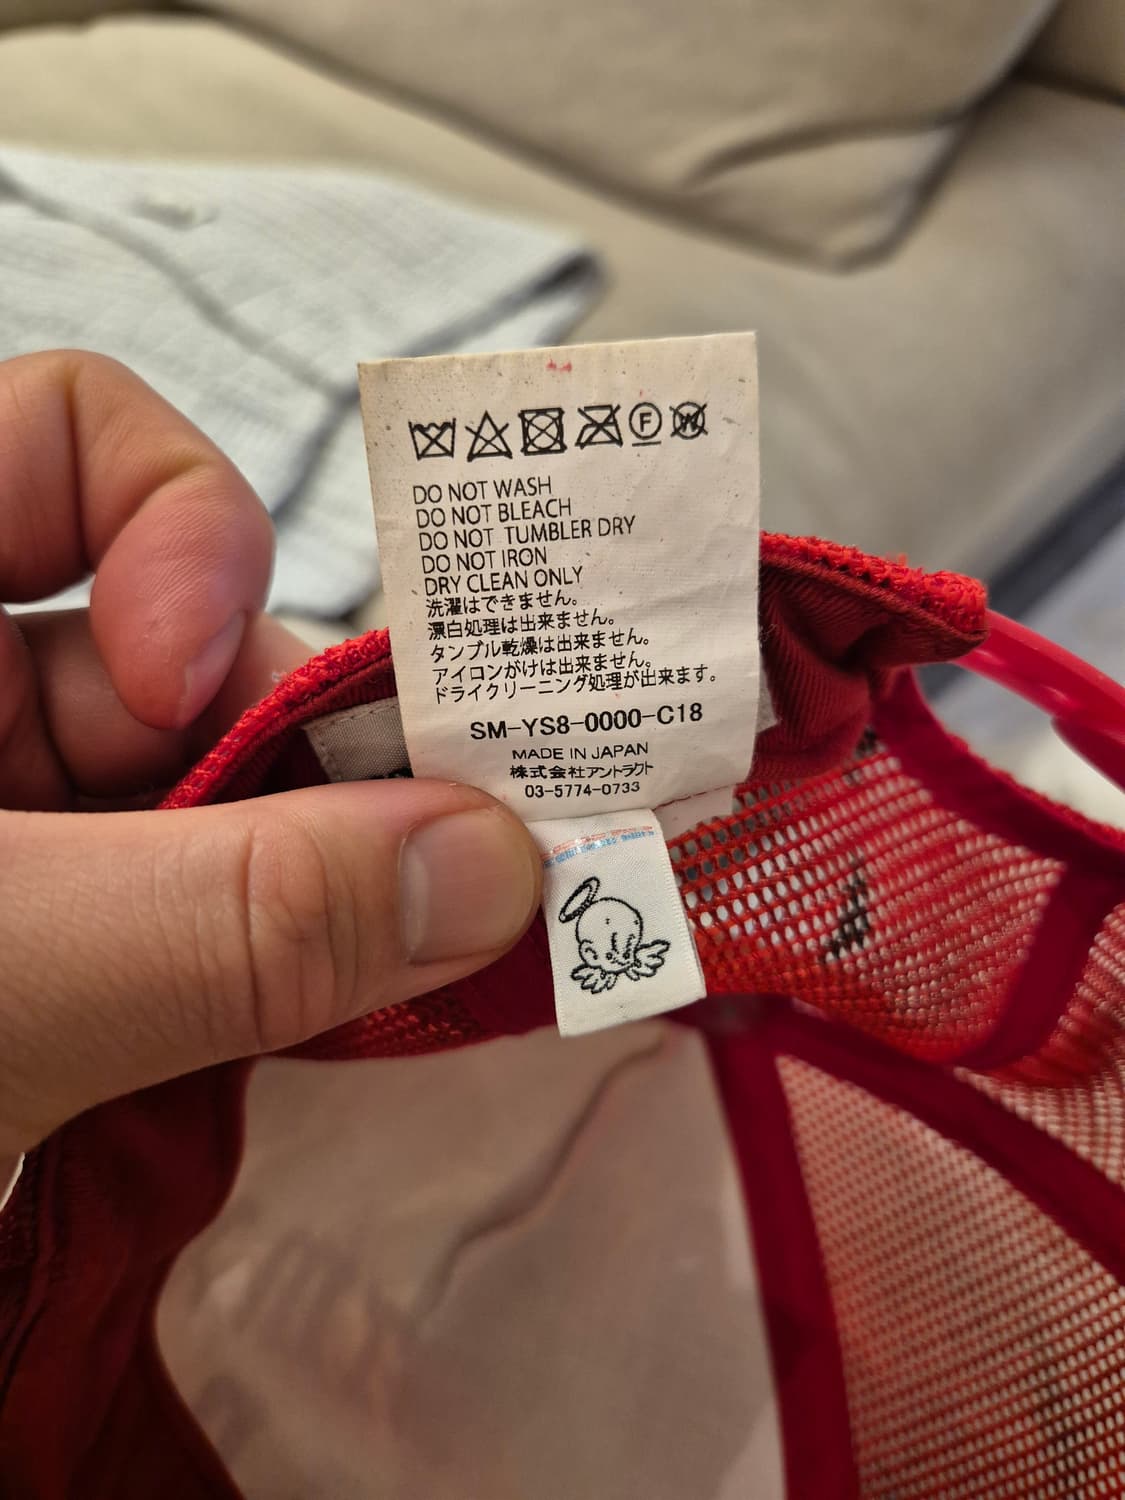 F
W
DO NOT WASH
DO NOT BLEACH
DO NOT TUMBLER DRY
DO NOT IRON
DRY CLEAN ONLY
洗濯はできません。
漂白処理は出来ません。
タンブル乾燥は出来ません。
アイロンがけは出来ません。
ドライクリーニング処理が出来ます。
SM-YS8-0000-C18
MADE IN JAPAN
株式会社アントラクト
03-5774-0733